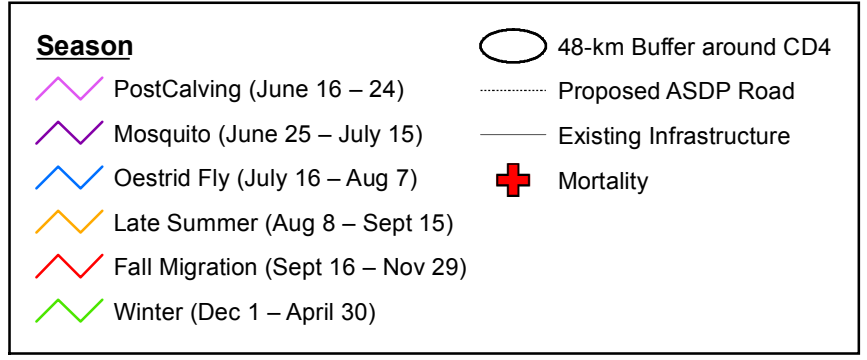 Season
PostCalving (June 16 – 24)
Mosquito (June 25 – July 15)
Oestrid Fly (July 16 – Aug 7)
Late Summer (Aug 8 – Sept 15)
Fall Migration (Sept 16 – Nov 29)
Winter (Dec 1 – April 30)
48-km Buffer around CD4
Proposed ASDP Road
Existing Infrastructure
Mortality